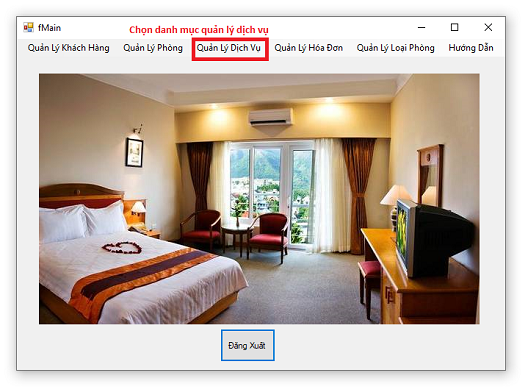 fMain
Chọn danh mục quản lý dịch vụ
Quản Lý Khách Hàng Quản Lý Phòng Quản Lý Dịch Vụ Quản Lý Hóa Đơn Quản Lý Loại Phòng Hướng Dẫn
Đăng Xuất